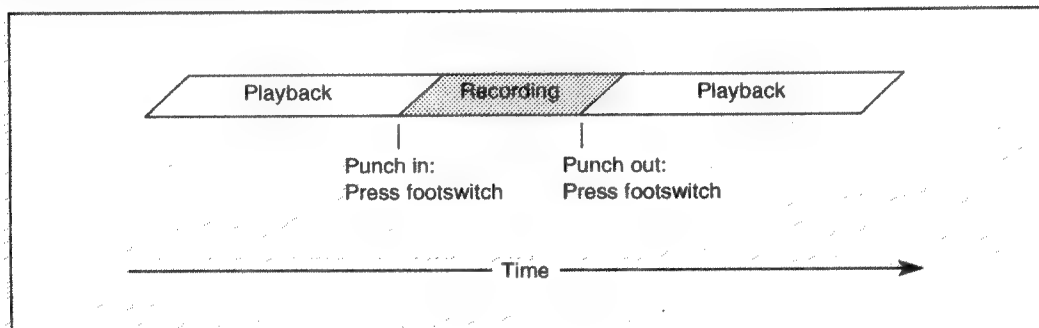 Playback Recording Playback
Punch in: Punch out:
Press footswitch Press footswitch
Time